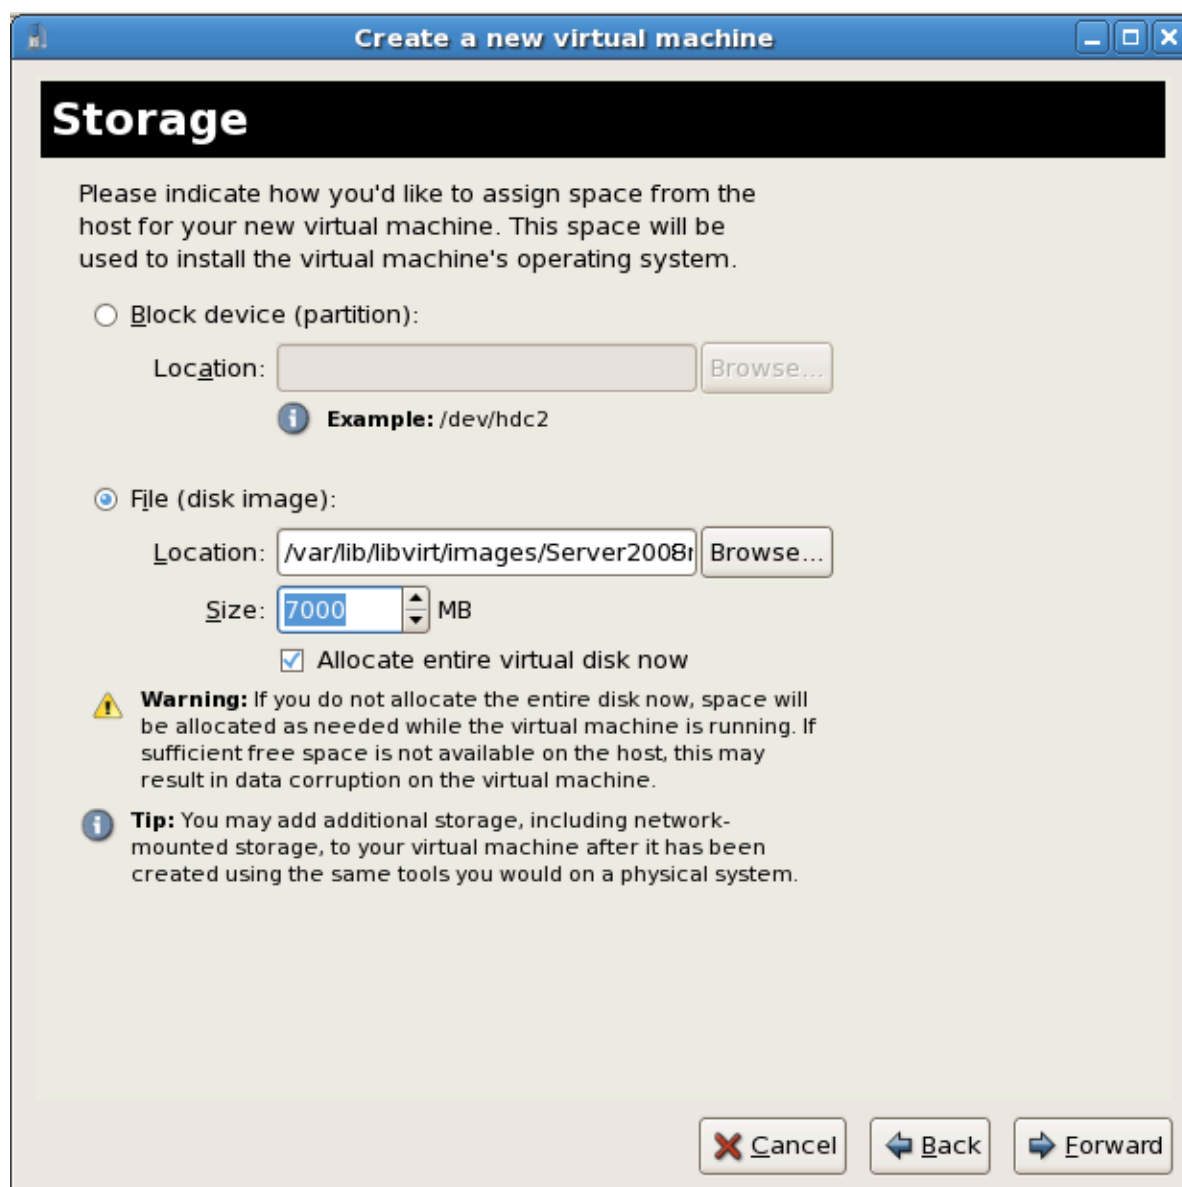 Create a new virtual machine
Storage
Please indicate how you'd like to assign space from the
host for your new virtual machine. This space will be
used to install the virtual machine's operating system.
Block device (partition):
Location: Browse...
Example: /dev/hdc2
File (disk image):
Location: /var/lib/libvirt/images/Server2008r Browse...
Size: 7000 MB
Allocate entire virtual disk now
Warning: If you do not allocate the entire disk now, space will
be allocated as needed while the virtual machine is running. If
sufficient free space is not available on the host, this may
result in data corruption on the virtual machine.
Tip: You may add additional storage, including network-
mounted storage, to your virtual machine after it has been
created using the same tools you would on a physical system.
Cancel Back Forward